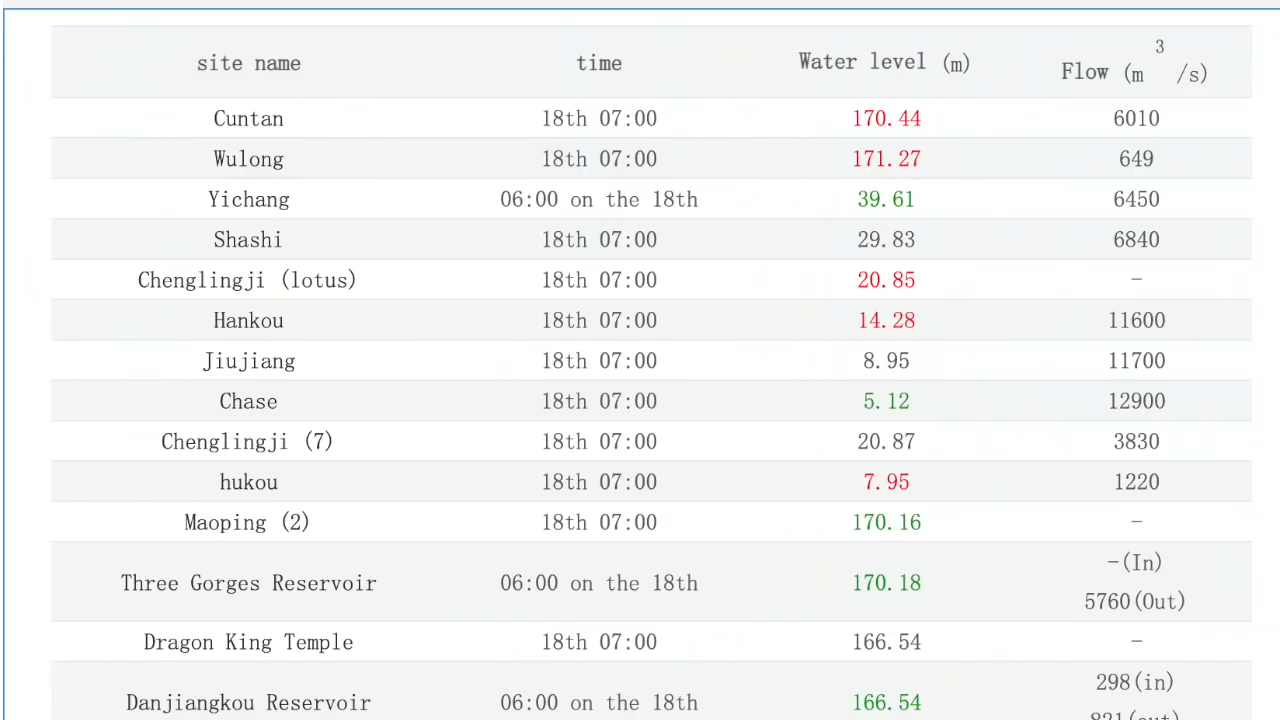 site name time Water level (m) Flow (m³/s)
Cuntan 18th 07:00 170.44 6010
Wulong 18th 07:00 171.27 649
Yichang 06:00 on the 18th 39.61 6450
Shashi 18th 07:00 29.83 6840
Chenglingji (lotus) 18th 07:00 20.85 -
Hankou 18th 07:00 14.28 11600
Jiujiang 18th 07:00 8.95 11700
Chase 18th 07:00 5.12 12900
Chenglingji (7) 18th 07:00 20.87 3830
hukou 18th 07:00 7.95 1220
Maoping (2) 18th 07:00 170.16 -
Three Gorges Reservoir 06:00 on the 18th 170.18 -(In)
5760(Out)
Dragon King Temple 18th 07:00 166.54 -
Danjiangkou Reservoir 06:00 on the 18th 166.54 298(in)
821(out)